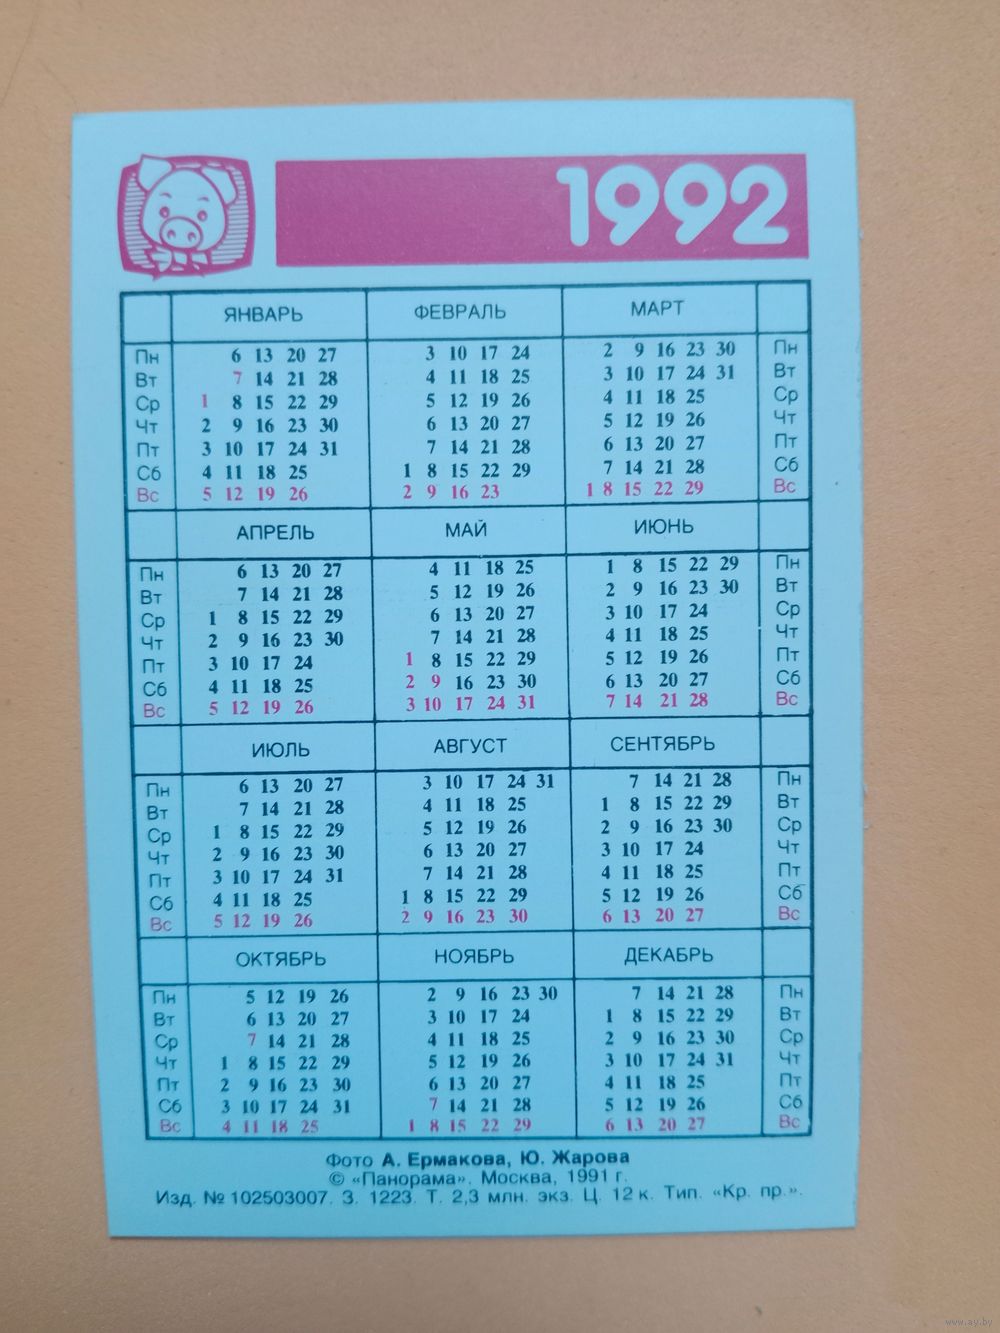 1992
ЯНВАРЬ ФЕВРАЛЬ МАРТ
Пн 6 13 20 27 3 10 17 24 2 9 16 23 30 Пн
Вт 7 14 21 28 4 11 18 25 3 10 17 24 31 Вт
Ср 1 8 15 22 29 5 12 19 26 4 11 18 25 Ср
Чт 2 9 16 23 30 6 13 20 27 5 12 19 26 Чт
Пт 3 10 17 24 31 7 14 21 28 6 13 20 27 Пт
Сб 4 11 18 25 1 8 15 22 29 7 14 21 28 Сб
Вс 5 12 19 26 2 9 16 23 1 8 15 22 29 Вс
АПРЕЛЬ МАЙ ИЮНЬ
Пн 6 13 20 27 4 11 18 25 1 8 15 22 29 Пн
Вт 7 14 21 28 5 12 19 26 2 9 16 23 30 Вт
Ср 1 8 15 22 29 6 13 20 27 3 10 17 24 Ср
Чт 2 9 16 23 30 7 14 21 28 4 11 18 25 Чт
Пт 3 10 17 24 1 8 15 22 29 5 12 19 26 Пт
Сб 4 11 18 25 2 9 16 23 30 6 13 20 27 Сб
Вс 5 12 19 26 3 10 17 24 31 7 14 21 28 Вс
ИЮЛЬ АВГУСТ СЕНТЯБРЬ
Пн 6 13 20 27 3 10 17 24 31 7 14 21 28 Пн
Вт 7 14 21 28 4 11 18 25 1 8 15 22 29 Вт
Ср 1 8 15 22 29 5 12 19 26 2 9 16 23 30 Ср
Чт 2 9 16 23 30 6 13 20 27 3 10 17 24 Чт
Пт 3 10 17 24 31 7 14 21 28 4 11 18 25 Пт
Сб 4 11 18 25 1 8 15 22 29 5 12 19 26 Сб
Вс 5 12 19 26 2 9 16 23 30 6 13 20 27 Вс
ОКТЯБРЬ НОЯБРЬ ДЕКАБРЬ
Пн 5 12 19 26 2 9 16 23 30 7 14 21 28 Пн
Вт 6 13 20 27 3 10 17 24 1 8 15 22 29 Вт
Ср 7 14 21 28 4 11 18 25 2 9 16 23 30 Ср
Чт 1 8 15 22 29 5 12 19 26 3 10 17 24 31 Чт
Пт 2 9 16 23 30 6 13 20 27 4 11 18 25 Пт
Сб 3 10 17 24 31 7 14 21 28 5 12 19 26 Сб
Вс 4 11 18 25 1 8 15 22 29 6 13 20 27 Вс
Фото А. Ермакова, Ю. Жарова
© «Панорама». Москва, 1991 г.
Изд. № 102503007. З. 1223. Т. 2,3 млн. экз. Ц. 12 к. Тип. «Кр. пр.».
www.ay.by